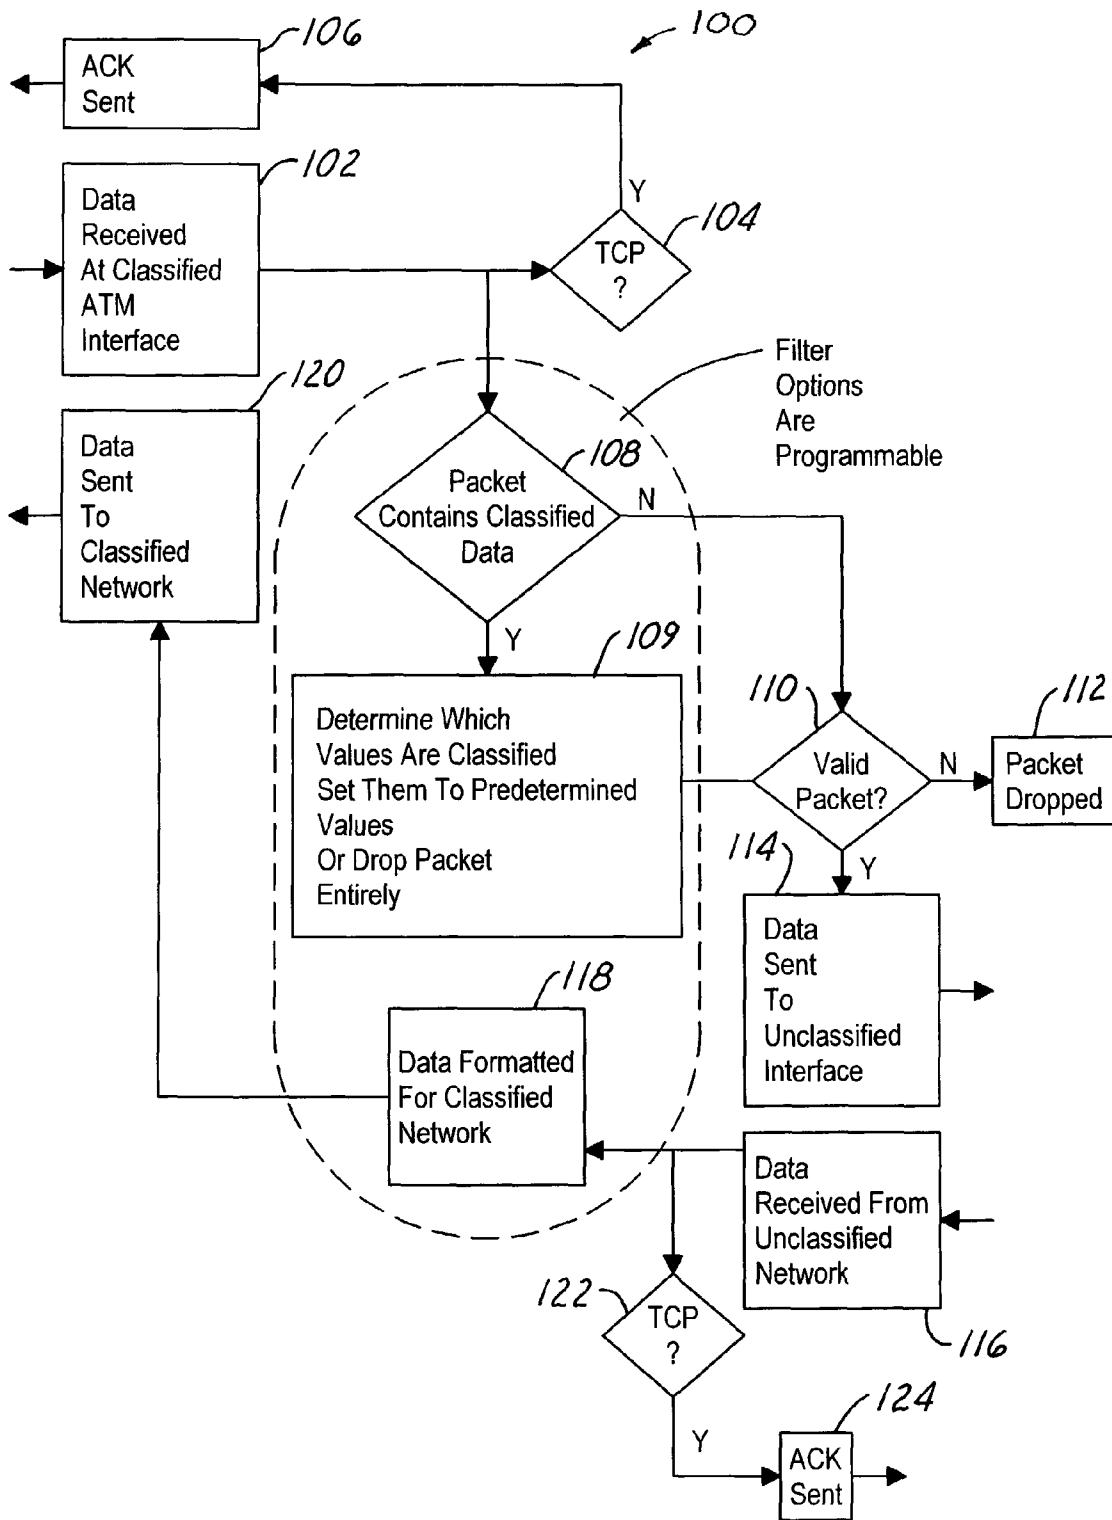 100
106
ACK
Sent
102
Data
Received
At Classified
ATM
Interface
Y
104
TCP
?
Filter
Options
Are
Programmable
120
Data
Sent
To
Classified
Network
108
Packet
Contains Classified
Data
N
Y
109
Determine Which
Values Are Classified
Set Them To Predetermined
Values
Or Drop Packet
Entirely
110
Valid
Packet?
N
112
Packet
Dropped
Y
114
Data
Sent
To
Unclassified
Interface
118
Data Formatted
For Classified
Network
Data
Received From
Unclassified
Network
116
122
TCP
?
Y
124
ACK
Sent